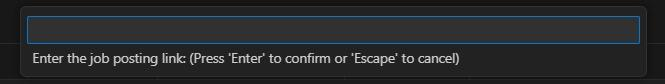 Enter the job posting link: (Press 'Enter' to confirm or 'Escape' to cancel)